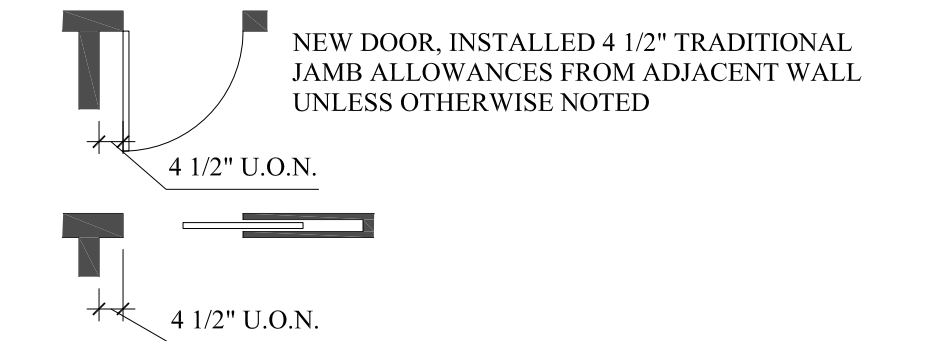 NEW DOOR, INSTALLED 4 1/2" TRADITIONAL
JAMB ALLOWANCES FROM ADJACENT WALL
UNLESS OTHERWISE NOTED
4 1/2" U.O.N.
4 1/2" U.O.N.